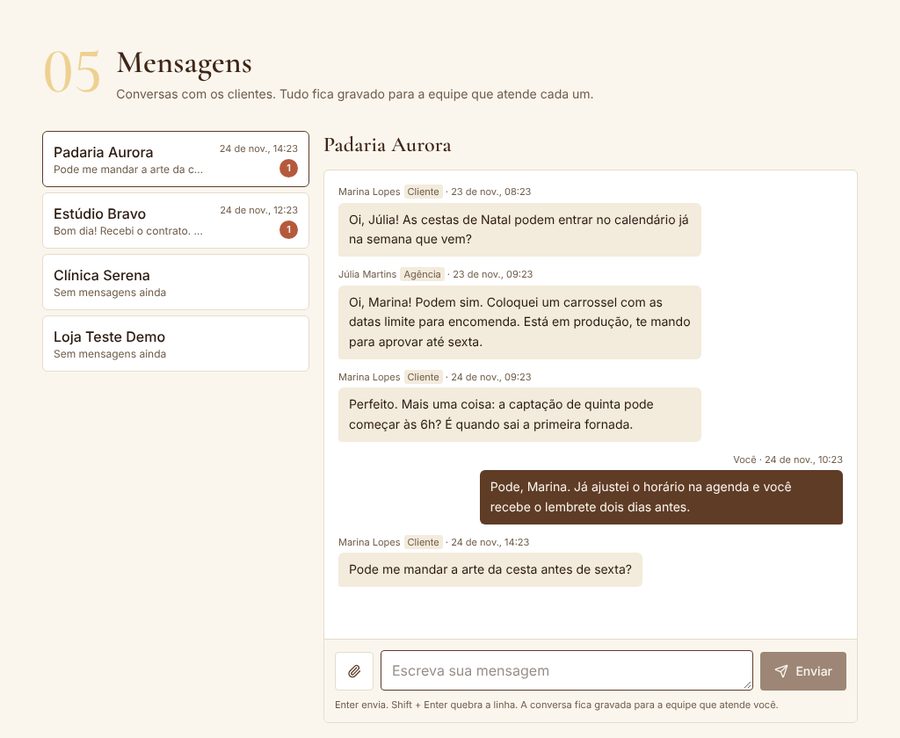 05
Mensagens
Conversas com os clientes. Tudo fica gravado para a equipe que atende cada um.
Padaria Aurora
24 de nov., 14:23
Pode me mandar a arte da c...
1
Estúdio Bravo
24 de nov., 12:23
Bom dia! Recebi o contrato. ...
1
Clínica Serena
Sem mensagens ainda
Loja Teste Demo
Sem mensagens ainda
Padaria Aurora
Marina Lopes Cliente · 23 de nov., 08:23
Oi, Júlia! As cestas de Natal podem entrar no calendário já
na semana que vem?
Júlia Martins Agência · 23 de nov., 09:23
Oi, Marina! Podem sim. Coloquei um carrossel com as
datas limite para encomenda. Está em produção, te mando
para aprovar até sexta.
Marina Lopes Cliente · 24 de nov., 09:23
Perfeito. Mais uma coisa: a captação de quinta pode
começar às 6h? É quando sai a primeira fornada.
Você · 24 de nov., 10:23
Pode, Marina. Já ajustei o horário na agenda e você
recebe o lembrete dois dias antes.
Marina Lopes Cliente · 24 de nov., 14:23
Pode me mandar a arte da cesta antes de sexta?
Escreva sua mensagem
Enviar
Enter envia. Shift + Enter quebra a linha. A conversa fica gravada para a equipe que atende você.